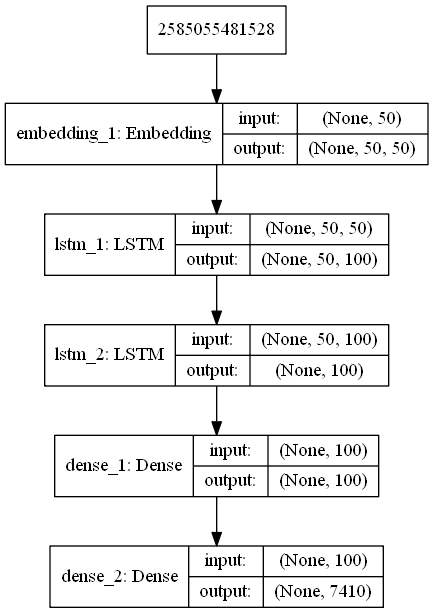 2585055481528
embedding_1: Embedding
input: (None, 50)
output: (None, 50, 50)
lstm_1: LSTM
input: (None, 50, 50)
output: (None, 50, 100)
lstm_2: LSTM
input: (None, 50, 100)
output: (None, 100)
dense_1: Dense
input: (None, 100)
output: (None, 100)
dense_2: Dense
input: (None, 100)
output: (None, 7410)